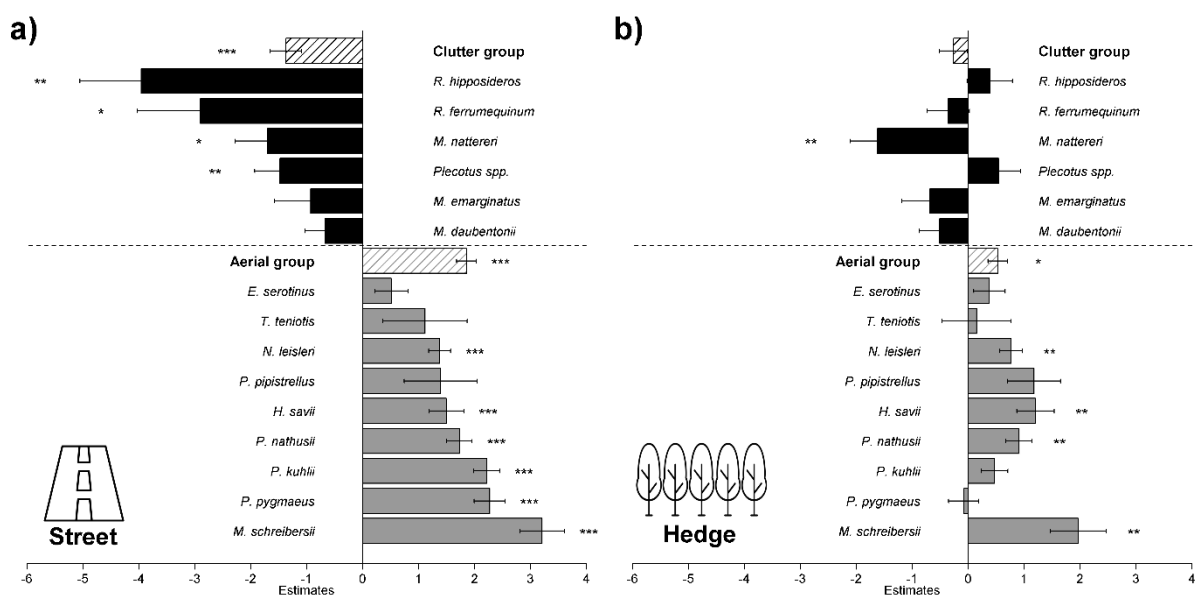 a)
***
Clutter group
**
R. hipposideros
*
R. ferrumequinum
*
M. nattereri
**
Plecotus spp.
M. emarginatus
M. daubentonii
Aerial group
***
E. serotinus
T. teniotis
N. leisleri
***
P. pipistrellus
H. savii
***
P. nathusii
***
P. kuhlii
***
P. pygmaeus
***
M. schreibersii
***
Street
-6 -5 -4 -3 -2 -1 0 1 2 3 4
Estimates
b)
Clutter group
R. hipposideros
R. ferrumequinum
**
M. nattereri
Plecotus spp.
M. emarginatus
M. daubentonii
Aerial group
*
E. serotinus
T. teniotis
N. leisleri
**
P. pipistrellus
H. savii
**
P. nathusii
**
P. kuhlii
P. pygmaeus
M. schreibersii
**
Hedge
-6 -5 -4 -3 -2 -1 0 1 2 3 4
Estimates